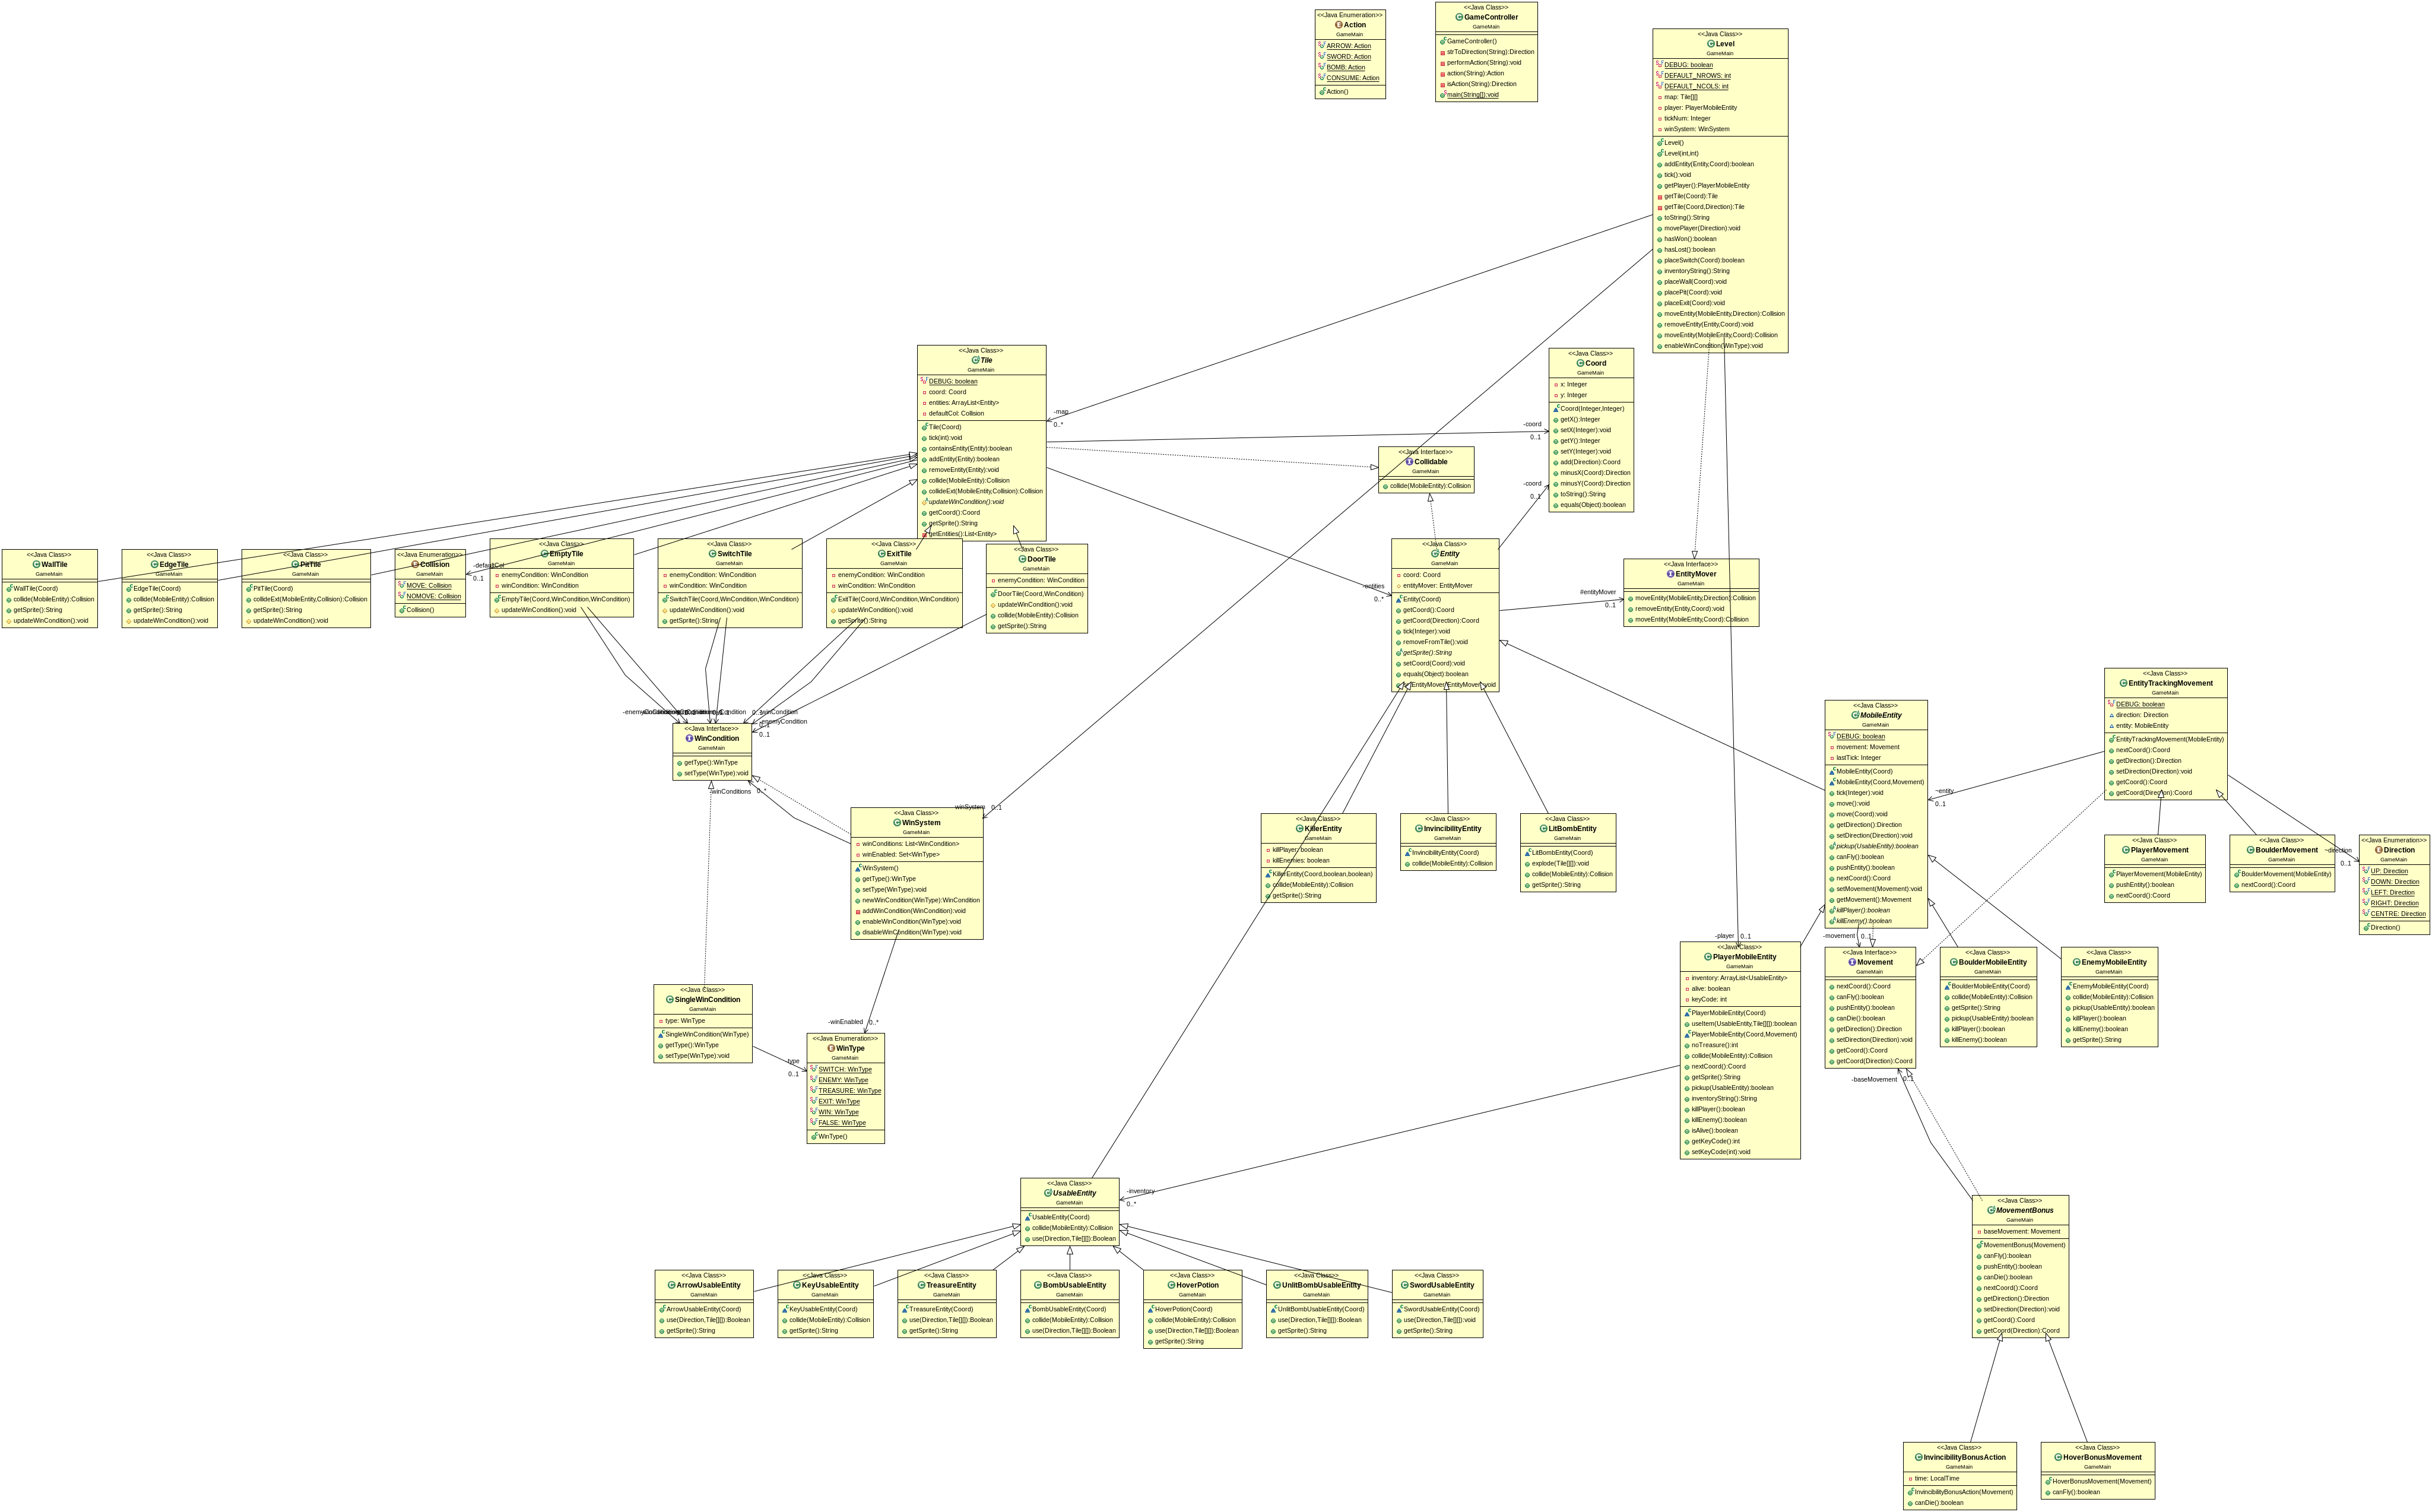 <<Java Enumeration>>
Action
GameMain
ARROW: Action
SWORD: Action
BOMB: Action
CONSUME: Action
Action()
<<Java Class>>
GameController
GameMain
GameController()
strToDirection(String):Direction
performAction(String):void
action(String):Action
isAction(String):Direction
main(String[]):void
<<Java Class>>
Level
GameMain
DEBUG: boolean
DEFAULT_NROWS: int
DEFAULT_NCOLS: int
map: Tile[][]
player: PlayerMobileEntity
tickNum: Integer
winSystem: WinSystem
Level()
Level(int,int)
addEntity(Entity,Coord):boolean
tick():void
getPlayer():PlayerMobileEntity
getTile(Coord):Tile
getTile(Coord,Direction):Tile
toString():String
movePlayer(Direction):void
hasWon():boolean
hasLost():boolean
placeSwitch(Coord):boolean
inventoryString():String
placeWall(Coord):void
placePit(Coord):void
placeExit(Coord):void
moveEntity(MobileEntity,Direction):Collision
removeEntity(Entity,Coord):void
moveEntity(MobileEntity,Coord):Collision
enableWinCondition(WinType):void
<<Java Class>>
Tile
GameMain
DEBUG: boolean
coord: Coord
entities: ArrayList<Entity>
defaultCol: Collision
Tile(Coord)
tick(int):void
containsEntity(Entity):boolean
addEntity(Entity):boolean
removeEntity(Entity):void
collide(MobileEntity):Collision
collideExt(MobileEntity,Collision):Collision
updateWinCondition():void
getCoord():Coord
getSprite():String
getEntities():List<Entity>
-map
0..*
-coord
0..1
<<Java Class>>
Coord
GameMain
x: Integer
y: Integer
Coord(Integer,Integer)
getX():Integer
setX(Integer):void
getY():Integer
setY(Integer):void
add(Direction):Coord
minusX(Coord):Direction
minusY(Coord):Direction
toString():String
equals(Object):boolean
<<Java Interface>>
Collidable
GameMain
collide(MobileEntity):Collision
-coord
0..1
<<Java Class>>
WallTile
GameMain
WallTile(Coord)
collide(MobileEntity):Collision
getSprite():String
updateWinCondition():void
<<Java Class>>
EdgeTile
GameMain
EdgeTile(Coord)
collide(MobileEntity):Collision
getSprite():String
updateWinCondition():void
<<Java Class>>
PitTile
GameMain
PitTile(Coord)
collideExt(MobileEntity,Collision):Collision
getSprite():String
updateWinCondition():void
<<Java Enumeration>>
Collision
GameMain
MOVE: Collision
NOMOVE: Collision
Collision()
-defaultCol
0..1
<<Java Class>>
EmptyTile
GameMain
enemyCondition: WinCondition
winCondition: WinCondition
EmptyTile(Coord,WinCondition,WinCondition)
updateWinCondition():void
<<Java Class>>
SwitchTile
GameMain
enemyCondition: WinCondition
winCondition: WinCondition
SwitchTile(Coord,WinCondition,WinCondition)
updateWinCondition():void
getSprite():String
<<Java Class>>
ExitTile
GameMain
enemyCondition: WinCondition
winCondition: WinCondition
ExitTile(Coord,WinCondition,WinCondition)
updateWinCondition():void
getSprite():String
<<Java Class>>
DoorTile
GameMain
enemyCondition: WinCondition
DoorTile(Coord,WinCondition)
updateWinCondition():void
collide(MobileEntity):Collision
getSprite():String
-entities
0..*
<<Java Class>>
Entity
GameMain
coord: Coord
entityMover: EntityMover
Entity(Coord)
getCoord():Coord
getCoord(Direction):Coord
tick(Integer):void
removeFromTile():void
getSprite():String
setCoord(Coord):void
equals(Object):boolean
#entityMover
0..1
<<Java Interface>>
EntityMover
GameMain
moveEntity(MobileEntity,Direction):Collision
removeEntity(Entity,Coord):void
moveEntity(MobileEntity,Coord):Collision
-enemyCondition
0..1
<<Java Interface>>
WinCondition
GameMain
getType():WinType
setType(WinType):void
-winConditions
0..*
<<Java Class>>
WinSystem
GameMain
winConditions: List<WinCondition>
winEnabled: Set<WinType>
WinSystem()
getType():WinType
setType(WinType):void
newWinCondition(WinType):WinCondition
addWinCondition(WinCondition):void
enableWinCondition(WinType):void
disableWinCondition(WinType):void
-winSystem
0..1
<<Java Class>>
KillerEntity
GameMain
killPlayer: boolean
killEnemies: boolean
KillerEntity(Coord,boolean,boolean)
collide(MobileEntity):Collision
getSprite():String
<<Java Class>>
InvincibilityEntity
GameMain
InvincibilityEntity(Coord)
collide(MobileEntity):Collision
<<Java Class>>
LitBombEntity
GameMain
LitBombEntity(Coord)
explode(Tile[][]):void
collide(MobileEntity):Collision
getSprite():String
<<Java Class>>
MobileEntity
GameMain
DEBUG: boolean
movement: Movement
lastTick: Integer
MobileEntity(Coord)
MobileEntity(Coord,Movement)
tick(Integer):void
move():void
move(Coord):void
getDirection():Direction
setDirection(Direction):void
pickup(UsableEntity):boolean
canFly():boolean
pushEntity():boolean
nextCoord():Coord
setMovement(Movement):void
getMovement():Movement
killPlayer():boolean
killEnemy():boolean
<<Java Class>>
EntityTrackingMovement
GameMain
DEBUG: boolean
direction: Direction
entity: MobileEntity
EntityTrackingMovement(MobileEntity)
nextCoord():Coord
getDirection():Direction
setDirection(Direction):void
getCoord():Coord
getCoord(Direction):Coord
~entity
0..1
<<Java Class>>
PlayerMovement
GameMain
PlayerMovement(MobileEntity)
pushEntity():boolean
nextCoord():Coord
<<Java Class>>
BoulderMovement
GameMain
BoulderMovement(MobileEntity)
nextCoord():Coord
~direction
0..1
<<Java Enumeration>>
Direction
GameMain
UP: Direction
DOWN: Direction
LEFT: Direction
RIGHT: Direction
CENTRE: Direction
Direction()
-player
0..1
<<Java Class>>
PlayerMobileEntity
GameMain
inventory: ArrayList<UsableEntity>
alive: boolean
keyCode: int
PlayerMobileEntity(Coord)
useItem(UsableEntity,Tile[][]):boolean
PlayerMobileEntity(Coord,Movement)
noTreasure():int
collide(MobileEntity):Collision
nextCoord():Coord
getSprite():String
pickup(UsableEntity):boolean
inventoryString():String
killPlayer():boolean
killEnemy():boolean
isAlive():boolean
getKeyCode():int
setKeyCode(int):void
-movement
0..1
<<Java Interface>>
Movement
GameMain
nextCoord():Coord
canFly():boolean
pushEntity():boolean
canDie():boolean
getDirection():Direction
setDirection(Direction):void
getCoord():Coord
getCoord(Direction):Coord
<<Java Class>>
BoulderMobileEntity
GameMain
BoulderMobileEntity(Coord)
collide(MobileEntity):Collision
getSprite():String
pickup(UsableEntity):boolean
killPlayer():boolean
killEnemy():boolean
<<Java Class>>
EnemyMobileEntity
GameMain
EnemyMobileEntity(Coord)
collide(MobileEntity):Collision
pickup(UsableEntity):boolean
killPlayer():boolean
killEnemy():boolean
getSprite():String
<<Java Class>>
SingleWinCondition
GameMain
type: WinType
SingleWinCondition(WinType)
getType():WinType
setType(WinType):void
-type
0..1
-winEnabled
0..*
<<Java Enumeration>>
WinType
GameMain
SWITCH: WinType
ENEMY: WinType
TREASURE: WinType
EXIT: WinType
WIN: WinType
FALSE: WinType
WinType()
-baseMovement
0..1
<<Java Class>>
UsableEntity
GameMain
UsableEntity(Coord)
collide(MobileEntity):Collision
use(Direction,Tile[][]):Boolean
-inventory
0..*
<<Java Class>>
MovementBonus
GameMain
baseMovement: Movement
MovementBonus(Movement)
canFly():boolean
pushEntity():boolean
canDie():boolean
nextCoord():Coord
getDirection():Direction
setDirection(Direction):void
getCoord():Coord
getCoord(Direction):Coord
<<Java Class>>
ArrowUsableEntity
GameMain
ArrowUsableEntity(Coord)
use(Direction,Tile[][]):Boolean
getSprite():String
<<Java Class>>
KeyUsableEntity
GameMain
KeyUsableEntity(Coord)
collide(MobileEntity):Collision
getSprite():String
<<Java Class>>
TreasureEntity
GameMain
TreasureEntity(Coord)
use(Direction,Tile[][]):Boolean
getSprite():String
<<Java Class>>
BombUsableEntity
GameMain
BombUsableEntity(Coord)
collide(MobileEntity):Collision
use(Direction,Tile[][]):Boolean
<<Java Class>>
HoverPotion
GameMain
HoverPotion(Coord)
collide(MobileEntity):Collision
use(Direction,Tile[][]):Boolean
getSprite():String
<<Java Class>>
UnlitBombUsableEntity
GameMain
UnlitBombUsableEntity(Coord)
use(Direction,Tile[][]):Boolean
getSprite():String
<<Java Class>>
SwordUsableEntity
GameMain
SwordUsableEntity(Coord)
use(Direction,Tile[][]):void
getSprite():String
<<Java Class>>
InvincibilityBonusAction
GameMain
time: LocalTime
InvincibilityBonusAction(Movement)
canDie():boolean
<<Java Class>>
HoverBonusMovement
GameMain
HoverBonusMovement(Movement)
canFly():boolean